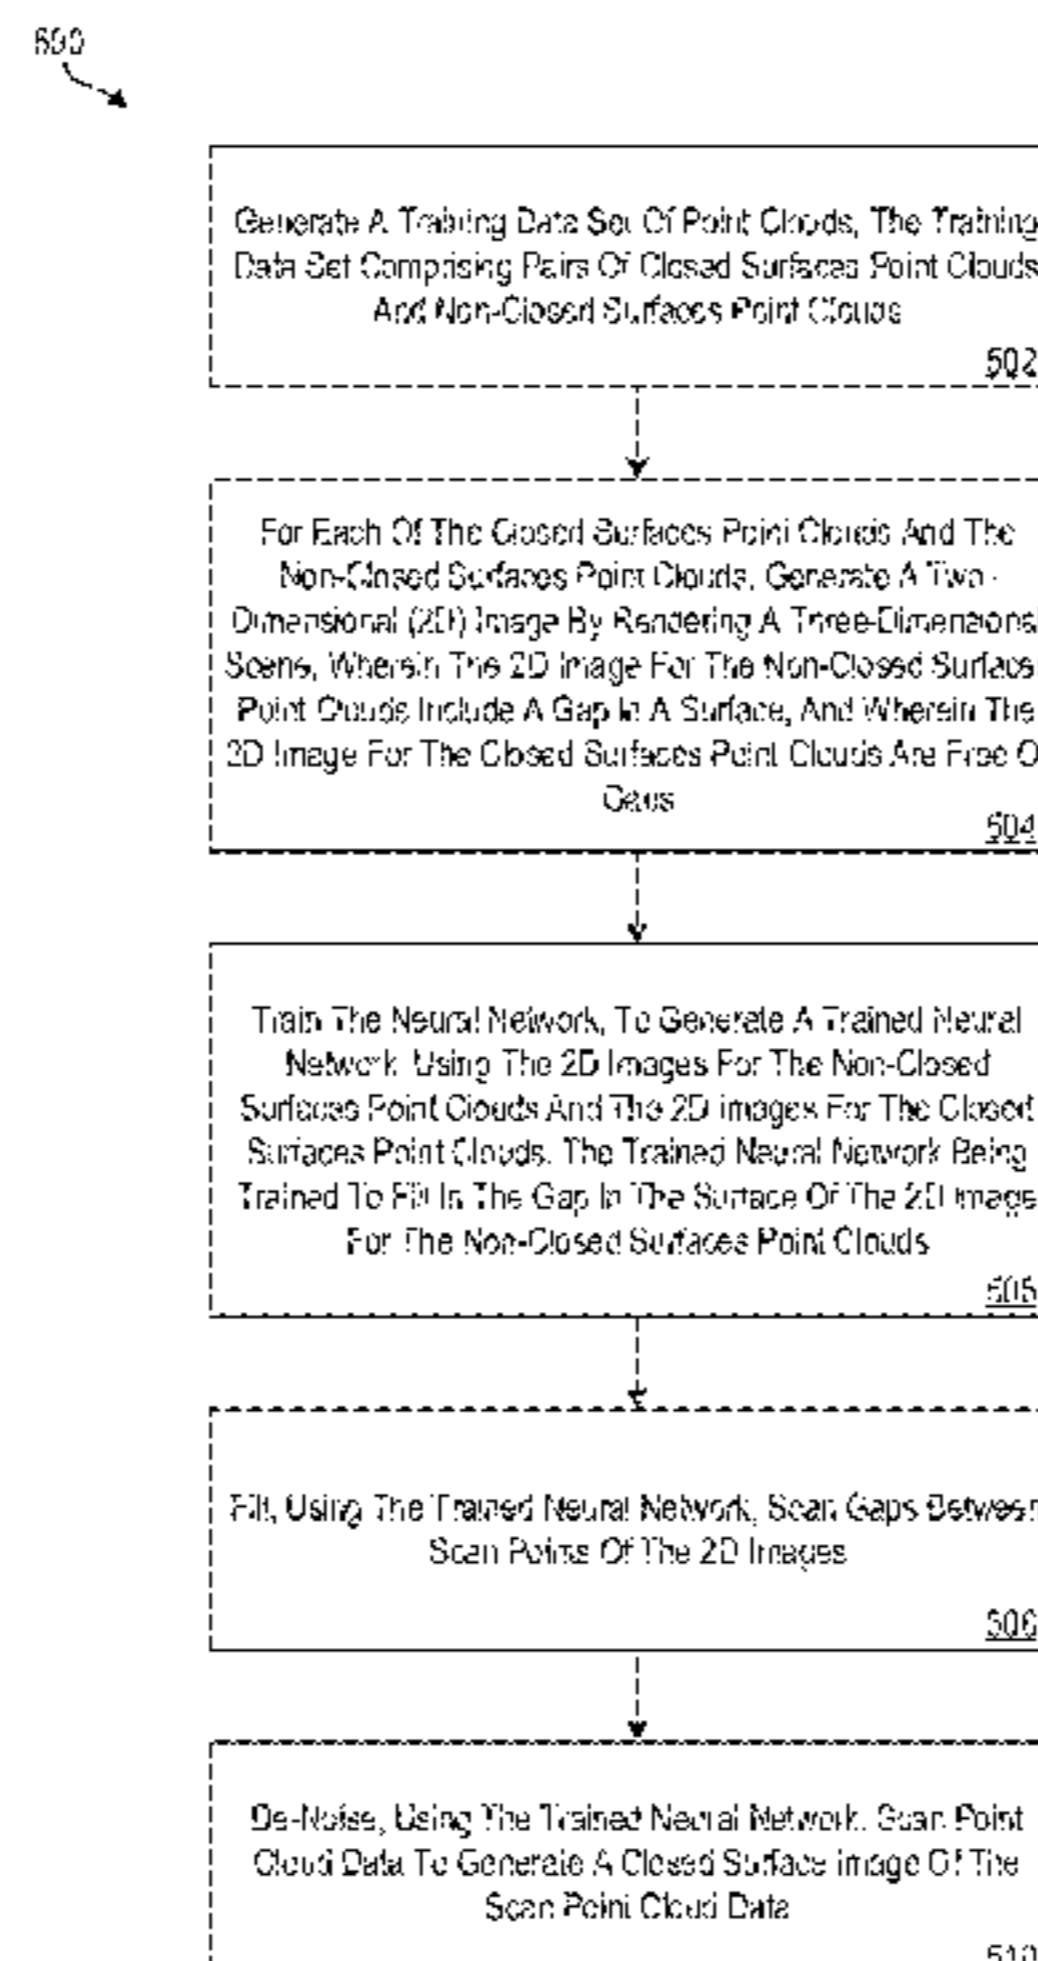 Generate A Training Data Set Of Point Clouds, The Training
Data Set Comprising Pairs Of Closed Surfaces Point Clouds
And Non-Closed Surfaces Point Clouds
502
For Each Of The Closed Surfaces Point Clouds And The
Non-Closed Surfaces Point Clouds, Generate A Two-
Dimensional (2D) Image By Rendering A Three-Dimensional
Scene, Wherein The 2D Image For The Non-Closed
Point Clouds Include A Gap In A Surface, And Wherein The
2D Image For The Closed Surfaces Point Clouds Are Free
Gaps
504
Train The Neural Network, To Generate A Trained Neural
Network Using The 2D Images For The Non-Closed
Surfaces Point Clouds And The 2D Images For The Closed
Surfaces Point Clouds, The Trained Neural Network Being
Trained To Fill In The Gap In The Surface Of The 2D Image
For The Non-Closed Surfaces Point Clouds
Fill, Using The Trained Neural Network, Scan Gaps Between
Scan Points Of The 2D Images
De-Noise, Using The Trained Neural Network, Scan Point
Cloud Data To Generate A Closed Surface Image Of The
Scan Point Cloud Data